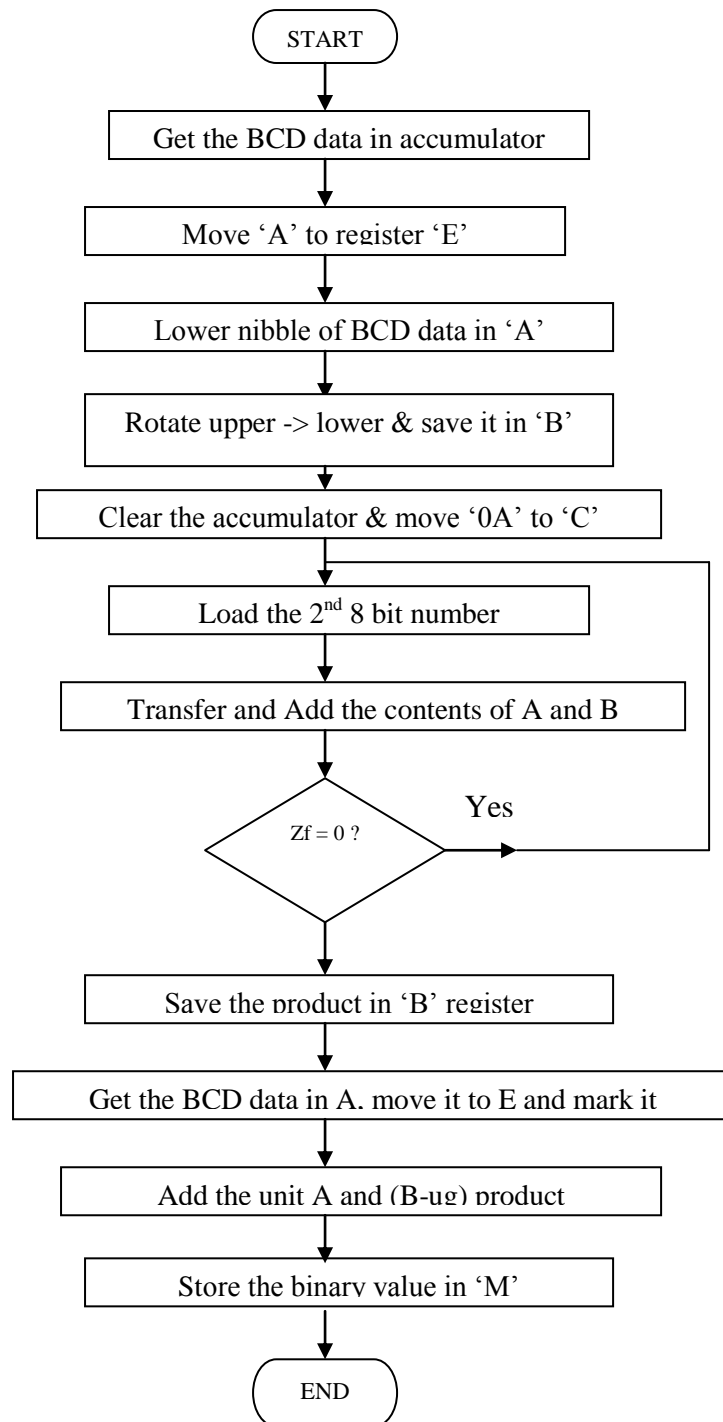 START
Get the BCD data in accumulator
Move ‘A’ to register ‘E’
Lower nibble of BCD data in ‘A’
Rotate upper -> lower & save it in ‘B’
Clear the accumulator & move ‘0A’ to ‘C’
Load the 2nd 8 bit number
Transfer and Add the contents of A and B
Yes
Zf = 0 ?
Save the product in ‘B’ register
Get the BCD data in A, move it to E and mark it
Add the unit A and (B-ug) product
Store the binary value in ‘M’
END